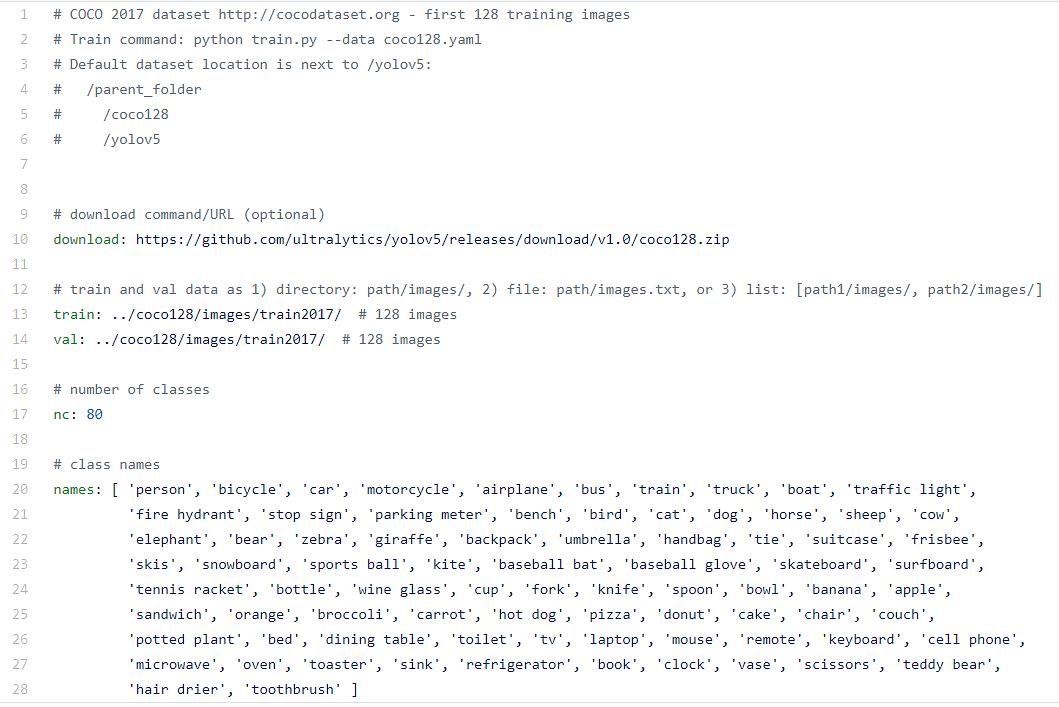 1 # COCO 2017 dataset http://cocodataset.org - first 128 training images
2 # Train command: python train.py --data coco128.yaml
3 # Default dataset location is next to /yolov5:
4 #   /parent_folder
5 #     /coco128
6 #     /yolov5
7
8
9 # download command/URL (optional)
10 download: https://github.com/ultralytics/yolov5/releases/download/v1.0/coco128.zip
11
12 # train and val data as 1) directory: path/images/, 2) file: path/images.txt, or 3) list: [path1/images/, path2/images/]
13 train: ../coco128/images/train2017/  # 128 images
14 val: ../coco128/images/train2017/  # 128 images
15
16 # number of classes
17 nc: 80
18
19 # class names
20 names: [ 'person', 'bicycle', 'car', 'motorcycle', 'airplane', 'bus', 'train', 'truck', 'boat', 'traffic light',
21          'fire hydrant', 'stop sign', 'parking meter', 'bench', 'bird', 'cat', 'dog', 'horse', 'sheep', 'cow',
22          'elephant', 'bear', 'zebra', 'giraffe', 'backpack', 'umbrella', 'handbag', 'tie', 'suitcase', 'frisbee',
23          'skis', 'snowboard', 'sports ball', 'kite', 'baseball bat', 'baseball glove', 'skateboard', 'surfboard',
24          'tennis racket', 'bottle', 'wine glass', 'cup', 'fork', 'knife', 'spoon', 'bowl', 'banana', 'apple',
25          'sandwich', 'orange', 'broccoli', 'carrot', 'hot dog', 'pizza', 'donut', 'cake', 'chair', 'couch',
26          'potted plant', 'bed', 'dining table', 'toilet', 'tv', 'laptop', 'mouse', 'remote', 'keyboard', 'cell phone',
27          'microwave', 'oven', 'toaster', 'sink', 'refrigerator', 'book', 'clock', 'vase', 'scissors', 'teddy bear',
28          'hair drier', 'toothbrush' ]